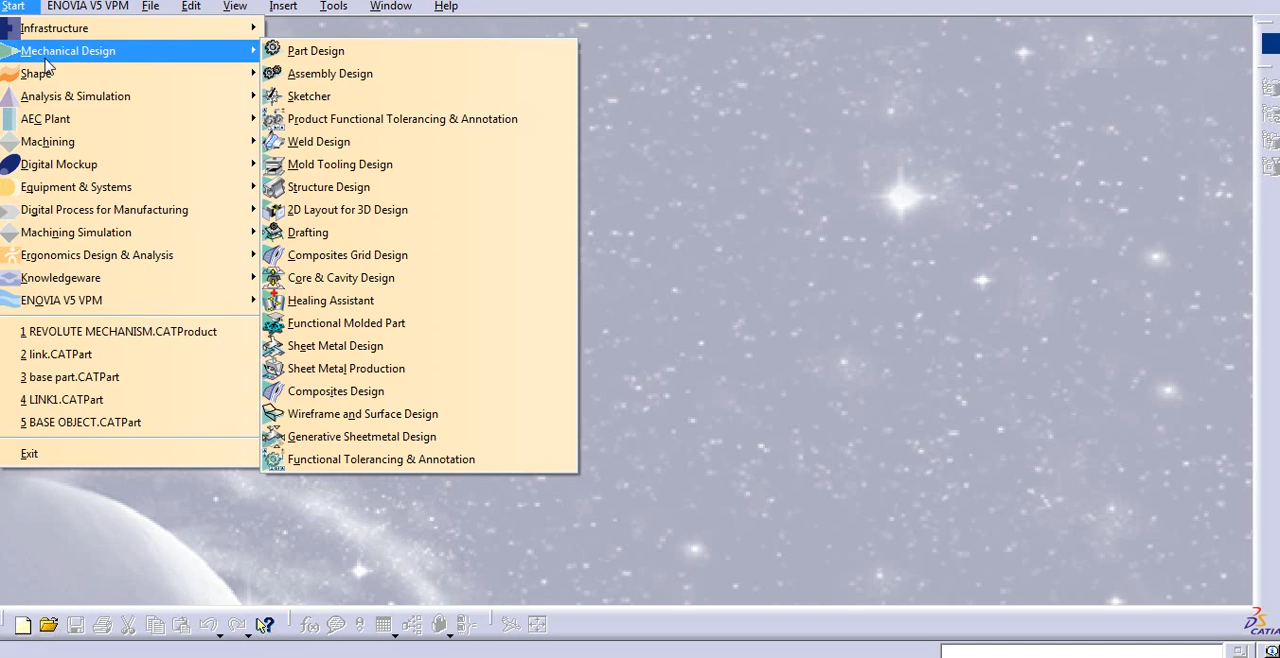 Start ENOVIA V5 VPM File Edit View Insert Tools Window Help
Infrastructure
Mechanical Design
Shape
Analysis & Simulation
AEC Plant
Machining
Digital Mockup
Equipment & Systems
Digital Process for Manufacturing
Machining Simulation
Ergonomics Design & Analysis
Knowledgeware
ENOVIA V5 VPM
1 REVOLUTE MECHANISM.CATProduct
2 link.CATPart
3 base part.CATPart
4 LINK1.CATPart
5 BASE OBJECT.CATPart
Exit
Part Design
Assembly Design
Sketcher
Product Functional Tolerancing & Annotation
Weld Design
Mold Tooling Design
Structure Design
2D Layout for 3D Design
Drafting
Composites Grid Design
Core & Cavity Design
Healing Assistant
Functional Molded Part
Sheet Metal Design
Sheet Metal Production
Composites Design
Wireframe and Surface Design
Generative Sheetmetal Design
Functional Tolerancing & Annotation